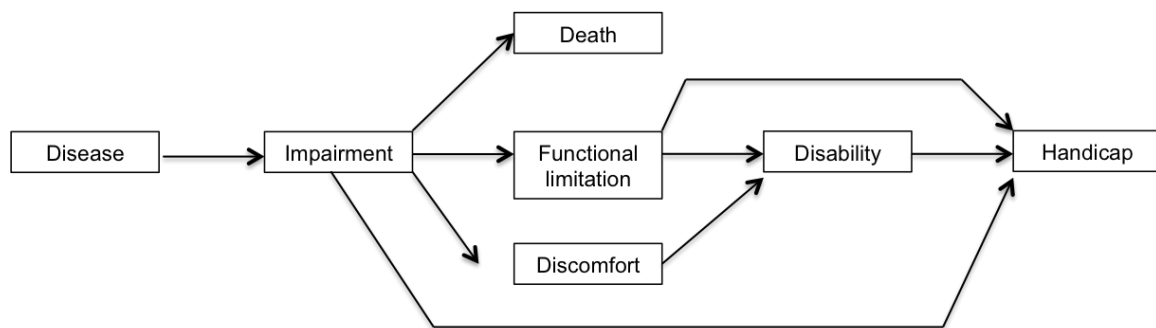 Death
Disease
Impairment
Functional
limitation
Disability
Handicap
Discomfort